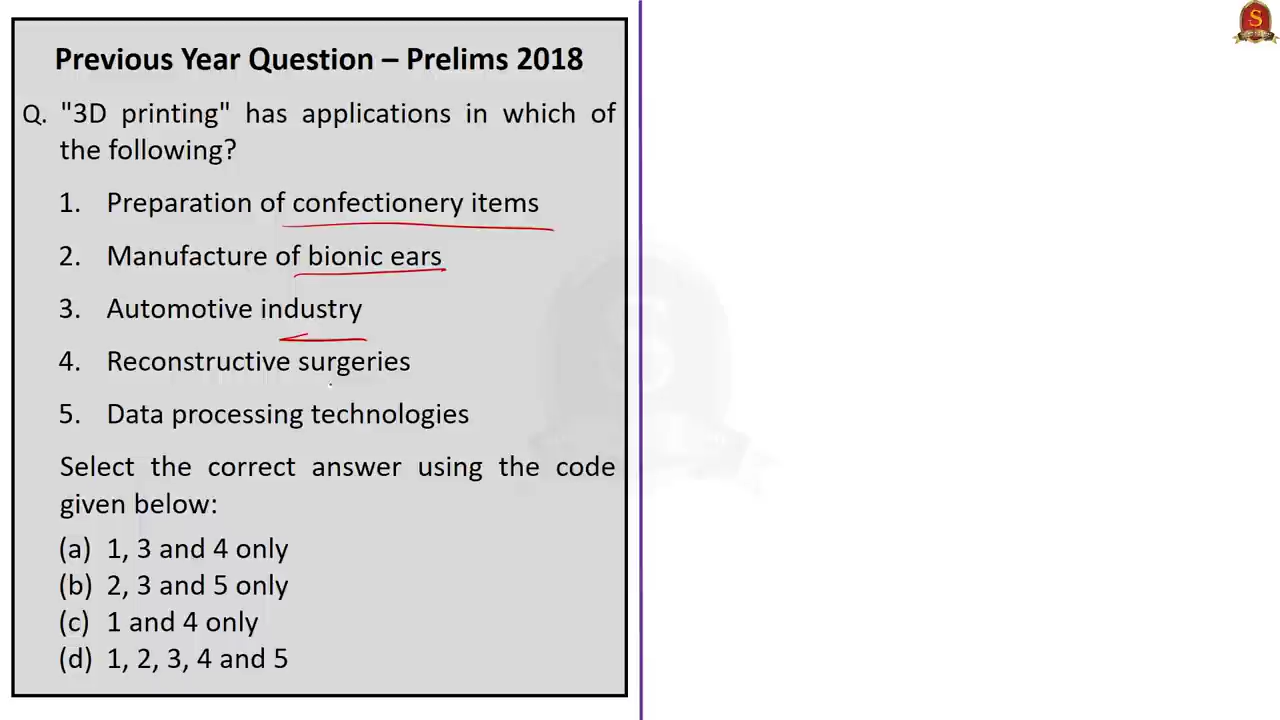 Previous Year Question – Prelims 2018
Q. "3D printing" has applications in which of
the following?
1. Preparation of confectionery items
2. Manufacture of bionic ears
3. Automotive industry
4. Reconstructive surgeries
5. Data processing technologies
Select the correct answer using the code
given below:
(a) 1, 3 and 4 only
(b) 2, 3 and 5 only
(c) 1 and 4 only
(d) 1, 2, 3, 4 and 5
S